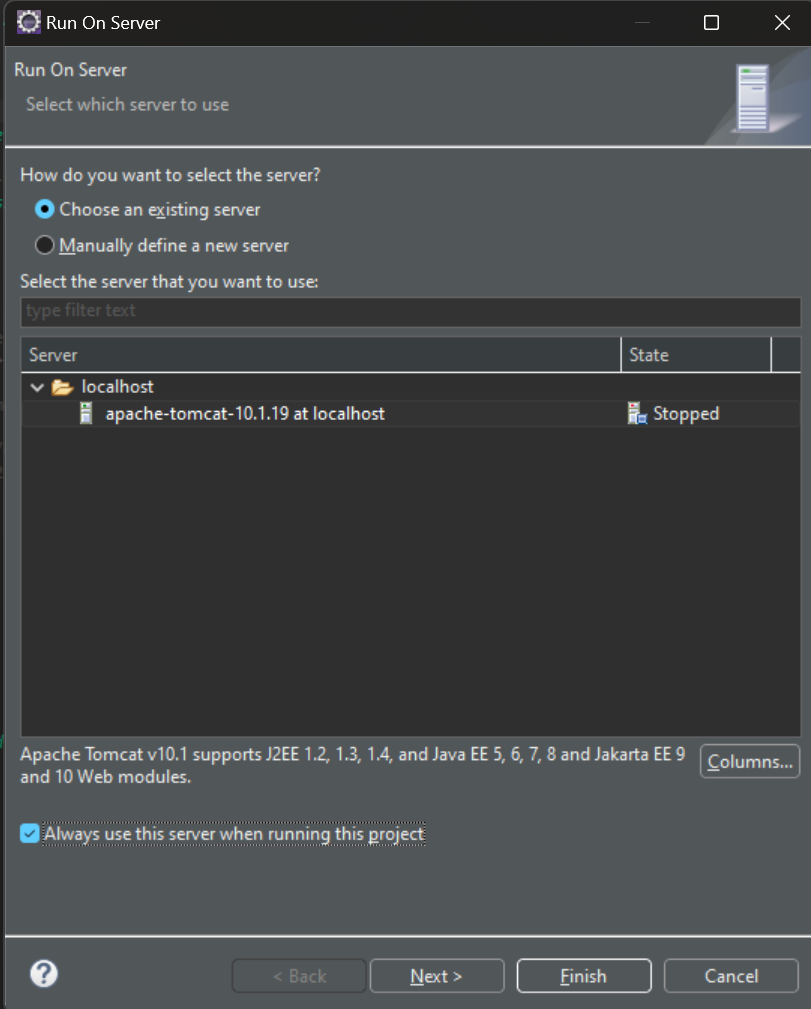 Run On Server
Run On Server
Select which server to use
How do you want to select the server?
Choose an existing server
Manually define a new server
Select the server that you want to use:
type filter text
Server State
localhost
apache-tomcat-10.1.19 at localhost Stopped
Apache Tomcat v10.1 supports J2EE 1.2, 1.3, 1.4, and Java EE 5, 6, 7, 8 and Jakarta EE 9
and 10 Web modules.
Columns...
Always use this server when running this project
? < Back Next > Finish Cancel